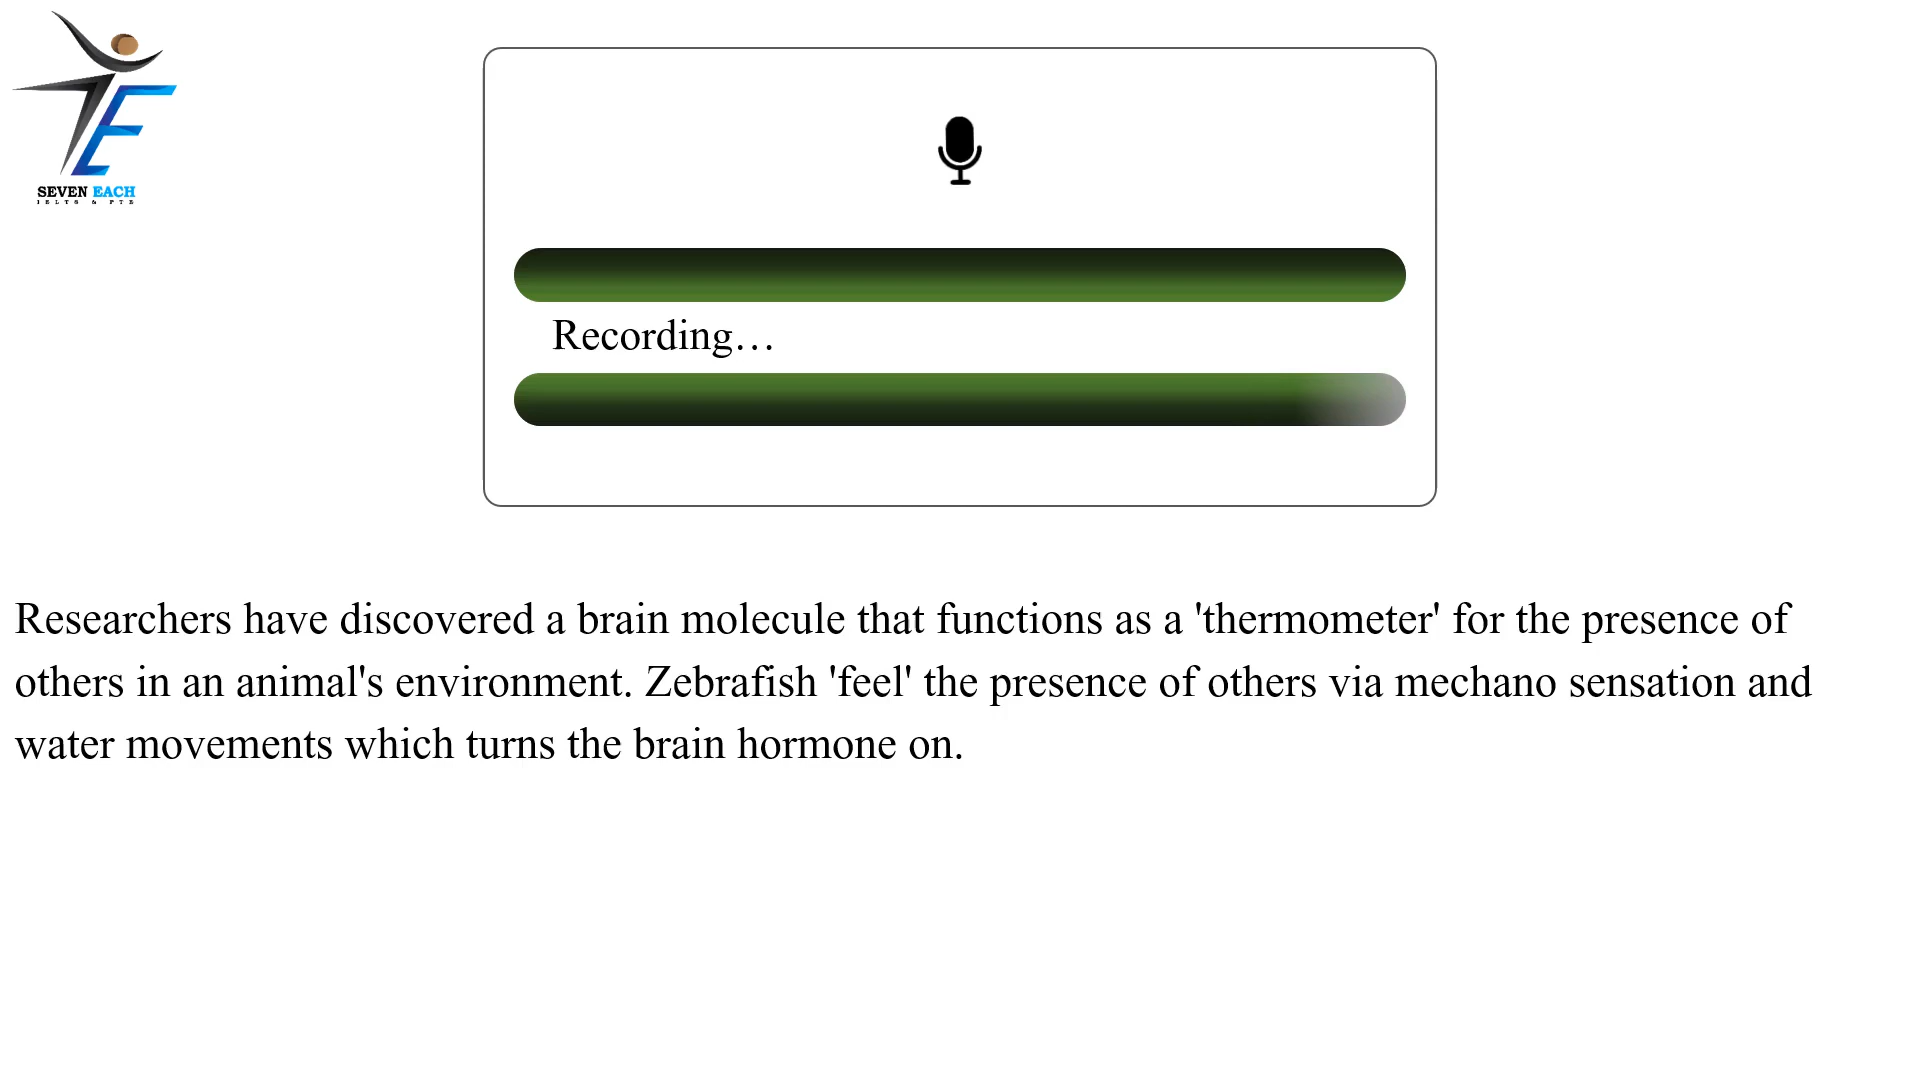 SEVEN EACH
IELTS & PTE
Recording…
Researchers have discovered a brain molecule that functions as a 'thermometer' for the presence of
others in an animal's environment. Zebrafish 'feel' the presence of others via mechano sensation and
water movements which turns the brain hormone on.